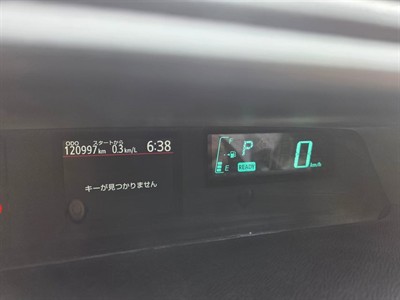 ODO スタートから
120997km 0.3km/L 6:38
キーが見つかりません
F
P
E
READY
0 km/h